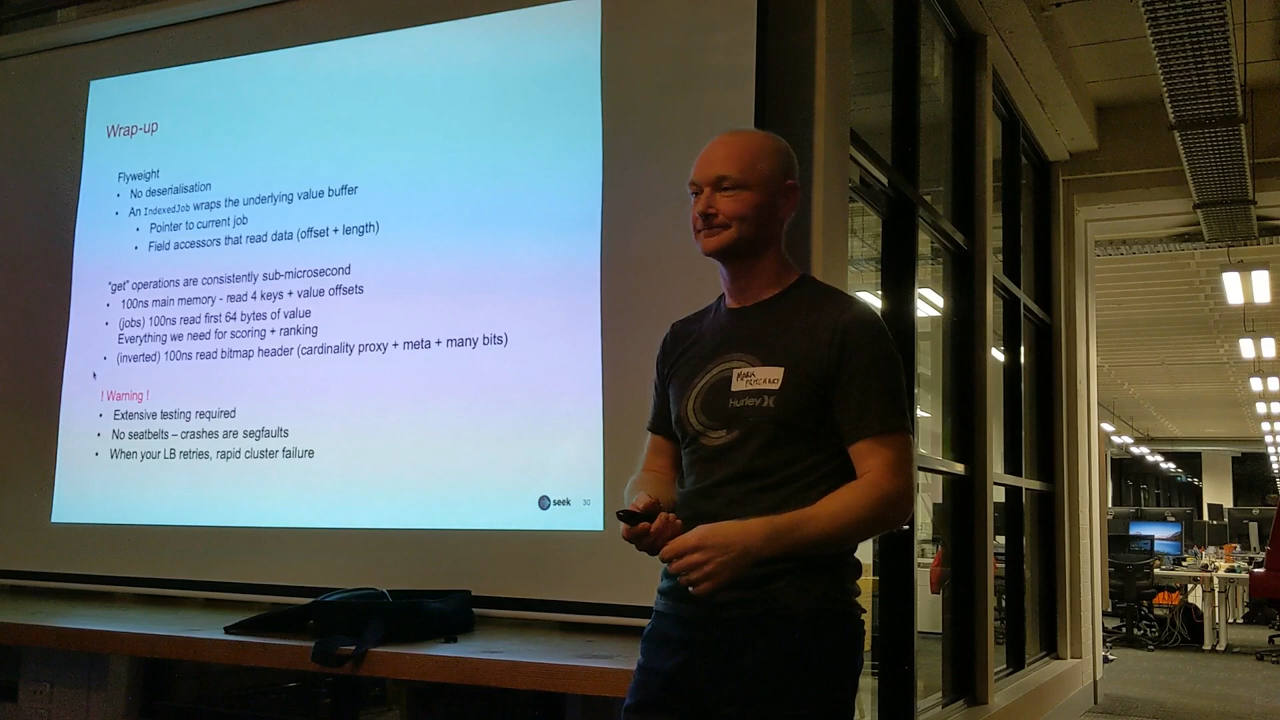 Wrap-up
Flyweight
• No deserialisation
• An IndexedJob wraps the underlying value buffer
• Pointer to current job
• Field accessors that read data (offset + length)
"get" operations are consistently sub-microsecond
• 100ns main memory - read 4 keys + value offsets
• (jobs) 100ns read first 64 bytes of value
Everything we need for scoring + ranking
• (inverted) 100ns read bitmap header (cardinality proxy + meta + many bits)
! Warning !
• Extensive testing required
• No seatbelts – crashes are segfaults
• When your LB retries, rapid cluster failure
seek 30
MARK
Hurley